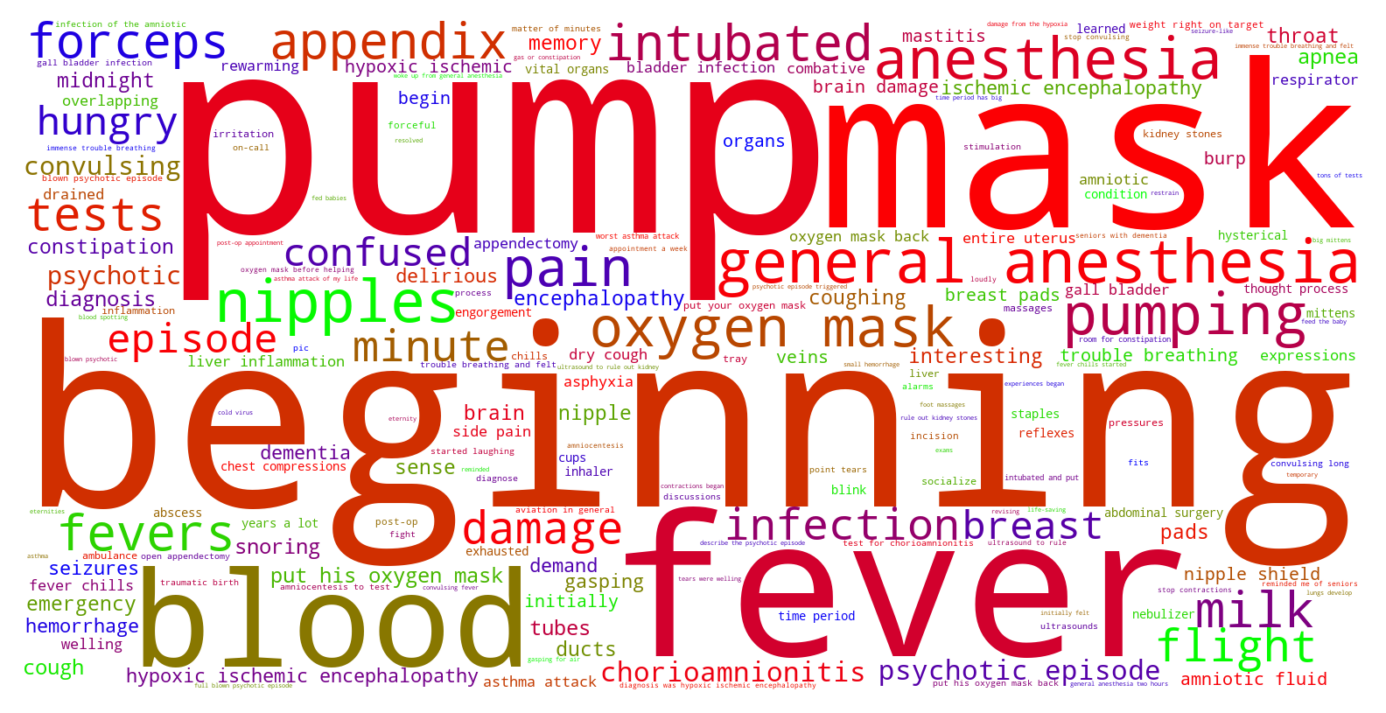 infection of the amniotic
matter of minutes
damage from the hypoxia
learned
weight right on target
forceps
appendix
memory
intubated
mastitis
stop convulsing
seizure-like
throat
gall bladder infection
immense trouble breathing and felt
midnight
rewarming
hypoxic ischemic
gas or constipation
vital organs
bladder infection
combative
anesthesia
apnea
woke up from general anesthesia
brain damage
ischemic encephalopathy
respirator
overlapping
begin
time period has big
hungry
forceful
pump
mask
irritation
resolved
organs
kidney stones
immense trouble breathing
on-call
stimulation
convulsing
burp
tons of tests
blown psychotic episode
drained
amniotic
condition
restrain
tests
fed babies
constipation
post-op appointment
confused
appendectomy
worst asthma attack
appointment a week
oxygen mask back
entire uterus
seniors with dementia
hysterical
big mittens
pain
general anesthesia
psychotic
oxygen mask before helping
delirious
asthma attack of my life
loudly
psychotic episode triggered
gall bladder
thought process
diagnosis
inflammation
nipples
process
encephalopathy
put your oxygen mask
coughing
breast pads
massages
pumping
mittens
blood spotting
engorgement
feed the baby
episode
minute
oxygen mask
room for constipation
blown psychotic
liver inflammation
pic
chills
dry cough
tray
veins
interesting
trouble breathing
expressions
trouble breathing and felt
ultrasound to rule out kidney
small hemorrhage
liver
fever chills started
asphyxia
alarms
experiences began
beginning
cold virus
eternity
brain
nipple
foot massages
rule out kidney stones
staples
side pain
incision
reflexes
pressures
dementia
started laughing
amniocentesis
exams
chest compressions
sense
reminded
cups
inhaler
point tears
fits
convulsing long
diagnose
contractions began
blink
socialize
intubated and put
temporary
discussions
eternities
abscess
aviation in general
revising
life-saving
fevers
years a lot
post-op
fight
damage
infection
breast
abdominal surgery
pads
snoring
describe the psychotic episode
test for chorioamnionitis
ultrasound to rule
asthma
ambulance
open appendectomy
exhausted
tears were welling
stop contractions
reminded me of seniors
seizures
put his oxygen mask
demand
nipple shield
lungs develop
fever chills
traumatic birth
amniocentesis to test
convulsing fever
gasping
fever
emergency
blood
initially
initially felt
milk
time period
nebulizer
hemorrhage
tubes
ultrasounds
welling
ducts
flight
cough
gasping for air
chorioamnionitis
psychotic episode
hypoxic ischemic encephalopathy
asthma attack
amniotic fluid
full blown psychotic episode
diagnosis was hypoxic ischemic encephalopathy
put his oxygen mask back
general anesthesia two hours